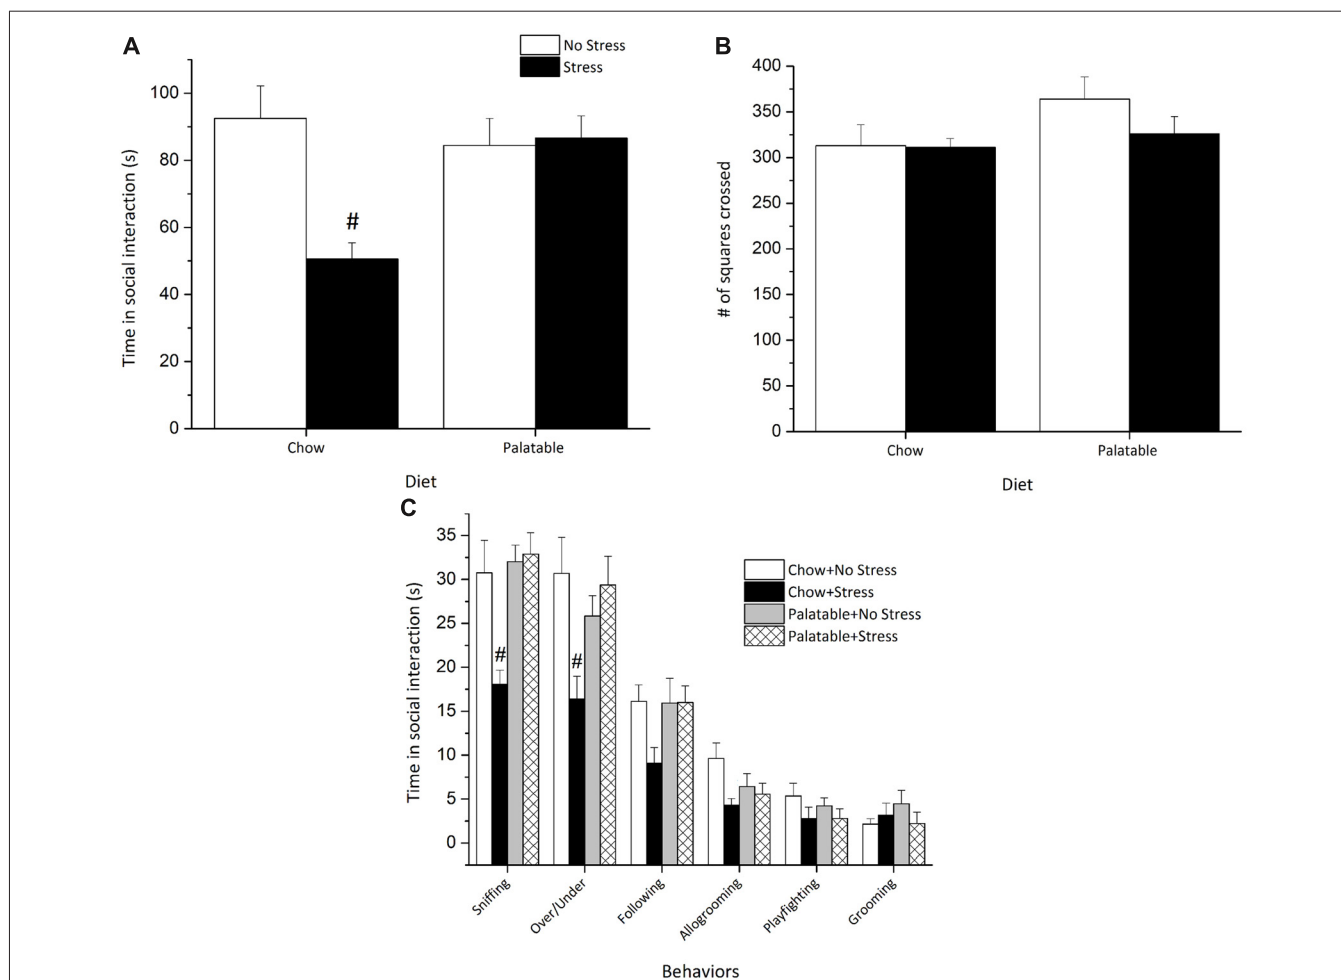 A
No Stress
Stress
100
80
60
40
20
0
Time in social interaction (s)
#
Chow
Palatable
Diet
B
400
350
300
250
200
150
100
50
0
# of squares crossed
Chow
Palatable
Diet
C
35
30
25
20
15
10
5
0
Time in social interaction (s)
#
#
Chow+No Stress
Chow+Stress
Palatable+No Stress
Palatable+Stress
Sniffing
Over/Under
Following
Allogrooming
Playfighting
Grooming
Behaviors